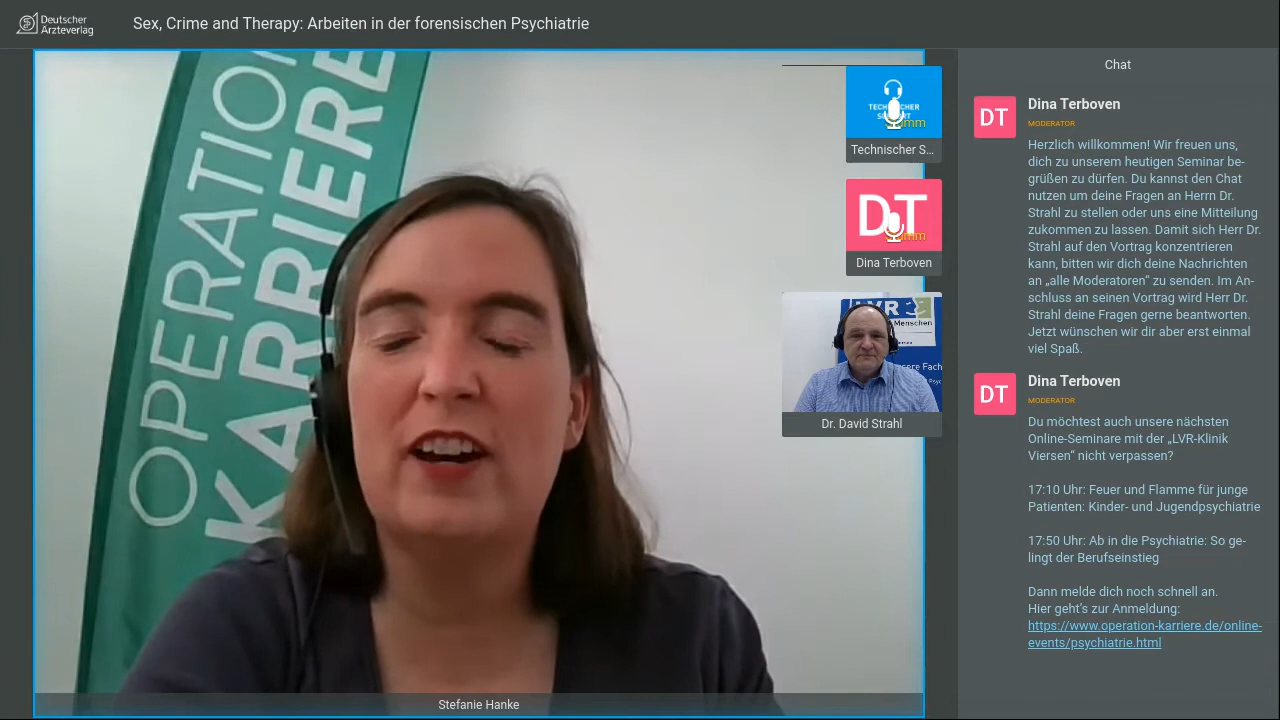 Deutscher
Ärzteverlag
Sex, Crime and Therapy: Arbeiten in der forensischen Psychiatrie
OPERATION
KARRIERE
Technischer S...
DT
Dina Terboven
LVR
Menschen
Dr. David Strahl
Stefanie Hanke
Chat
DT
Dina Terboven
MODERATOR
Herzlich willkommen! Wir freuen uns,
dich zu unserem heutigen Seminar be-
grüßen zu dürfen. Du kannst den Chat
nutzen um deine Fragen an Herrn Dr.
Strahl zu stellen oder uns eine Mitteilung
zukommen zu lassen. Damit sich Herr Dr.
Strahl auf den Vortrag konzentrieren
kann, bitten wir dich deine Nachrichten
an „alle Moderatoren“ zu senden. Im An-
schluss an seinen Vortrag wird Herr Dr.
Strahl deine Fragen gerne beantworten.
Jetzt wünschen wir dir aber erst einmal
viel Spaß.
DT
Dina Terboven
MODERATOR
Du möchtest auch unsere nächsten
Online-Seminare mit der „LVR-Klinik
Viersen“ nicht verpassen?
17:10 Uhr: Feuer und Flamme für junge
Patienten: Kinder- und Jugendpsychiatrie
17:50 Uhr: Ab in die Psychiatrie: So ge-
lingt der Berufseinstieg
Dann melde dich noch schnell an.
Hier geht’s zur Anmeldung:
https://www.operation-karriere.de/online-
events/psychiatrie.html